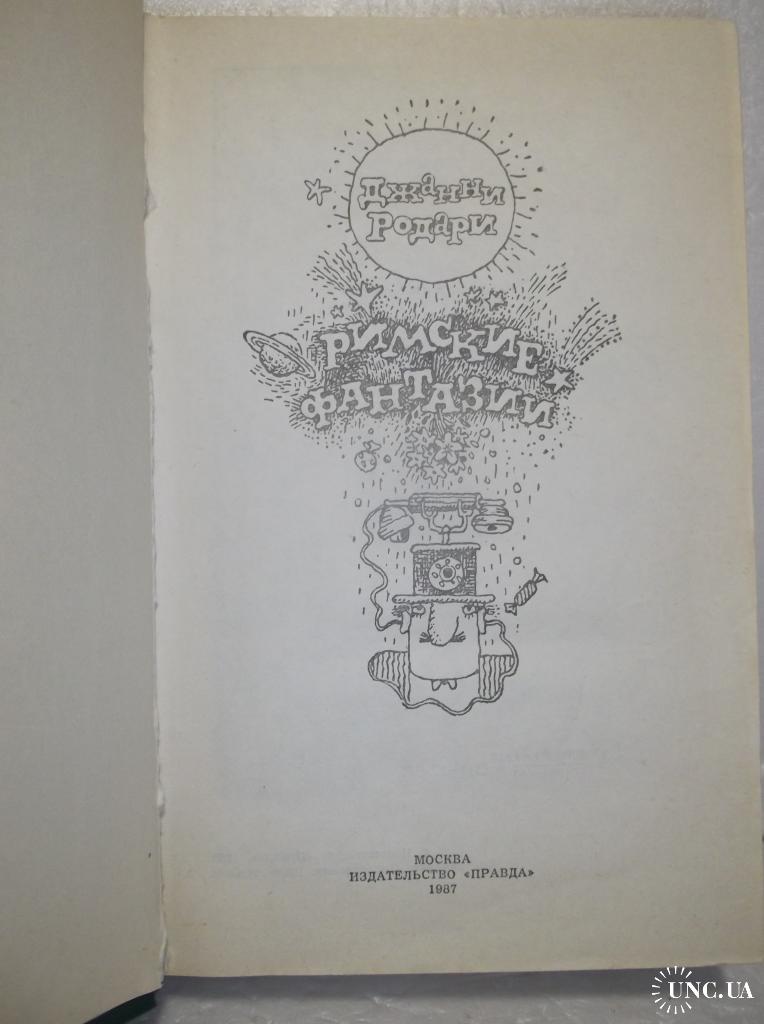 Джанни
Родари
Римские
фантазии
МОСКВА
ИЗДАТЕЛЬСТВО «ПРАВДА»
1987
UNC.UA